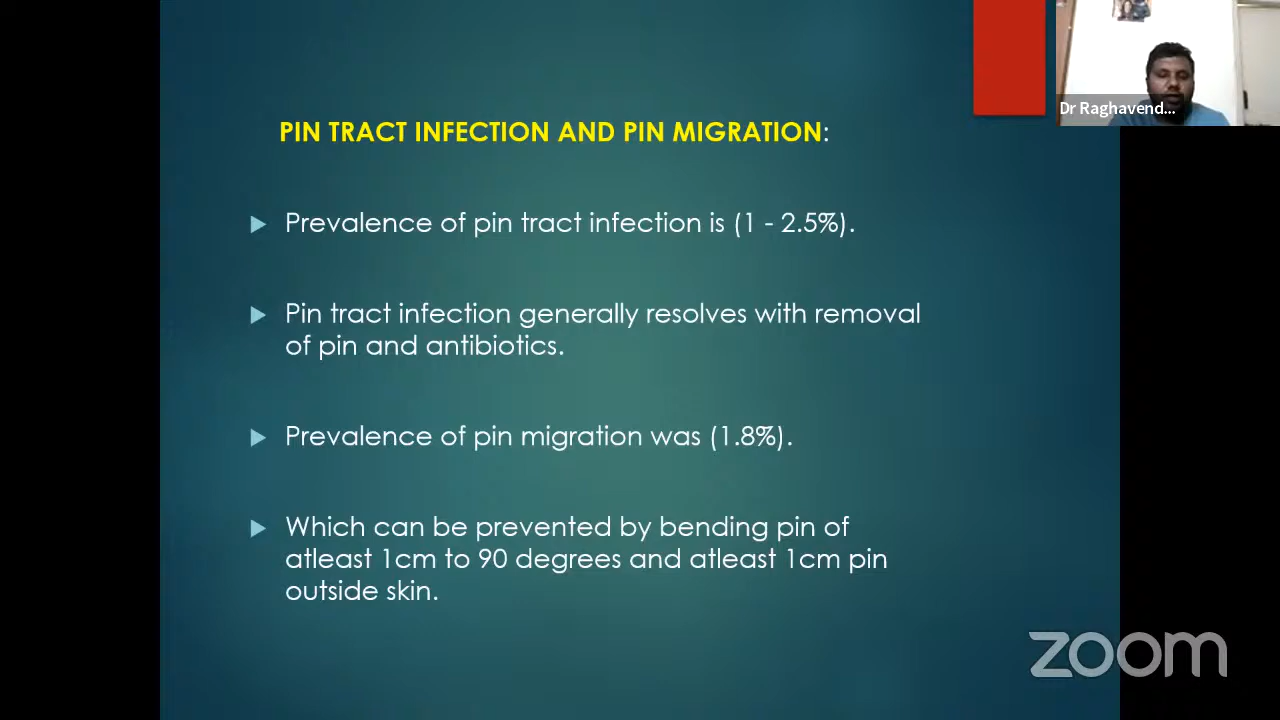 PIN TRACT INFECTION AND PIN MIGRATION:
Prevalence of pin tract infection is (1 - 2.5%).
Pin tract infection generally resolves with removal
of pin and antibiotics.
Prevalence of pin migration was (1.8%).
Which can be prevented by bending pin of
atleast 1cm to 90 degrees and atleast 1cm pin
outside skin.
Dr Raghavend...
zoom